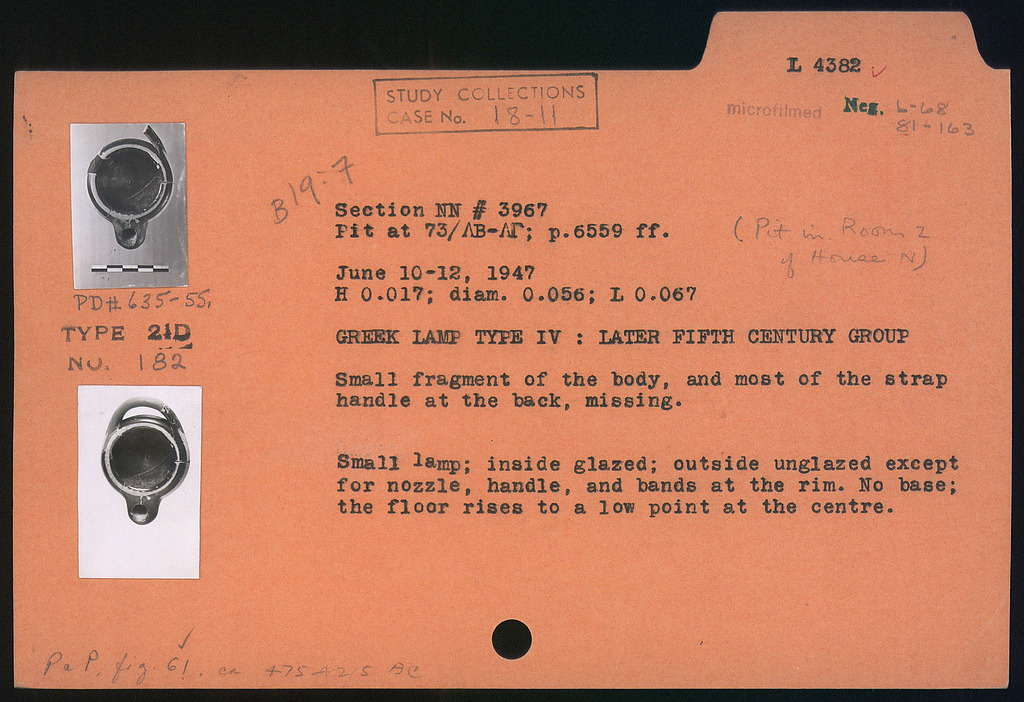 L 4382 ✓
STUDY COLLECTIONS
CASE No. 18-11
microfilmed Neg. L-68
81-163
B 19:7
Section NN # 3967
Pit at 73/ΛΒ-ΛΓ; p.6559 ff.
(Pit in Room 2
of House N)
June 10-12, 1947
H 0.017; diam. 0.056; L 0.067
PD# 635-55.
TYPE 21D
NO. 182
GREEK LAMP TYPE IV : LATER FIFTH CENTURY GROUP
Small fragment of the body, and most of the strap
handle at the back, missing.
Small lamp; inside glazed; outside unglazed except
for nozzle, handle, and bands at the rim. No base;
the floor rises to a low point at the centre.
P&P, fig. 61. ca 475-425 BC